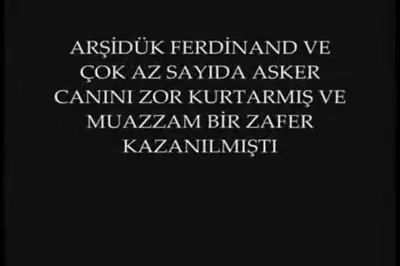 ARŞİDÜK FERDİNAND VE
ÇOK AZ SAYIDA ASKER
CANINI ZOR KURTARMIŞ VE
MUAZZAM BİR ZAFER
KAZANILMIŞTI